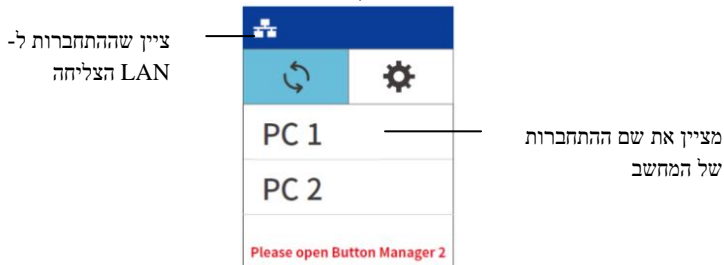 ציין שההתחברות ל-
LAN הצליחה
PC 1
מציין את שם ההתחברות
של המחשב
PC 2
Please open Button Manager 2